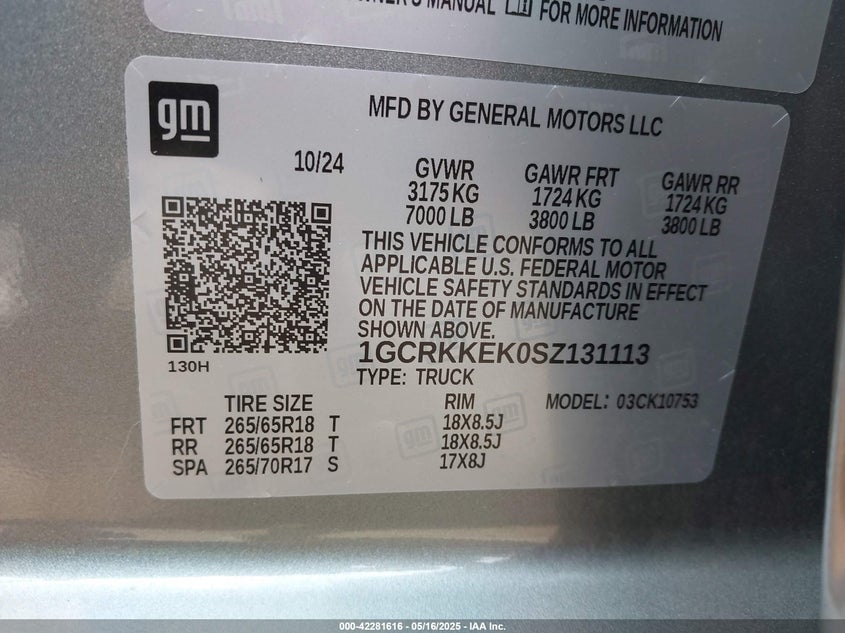 OWNER'S MANUAL FOR MORE INFORMATION
gm
MFD BY GENERAL MOTORS LLC
10/24 GVWR GAWR FRT GAWR RR
3175 KG 1724 KG 1724 KG
7000 LB 3800 LB 3800 LB
THIS VEHICLE CONFORMS TO ALL
APPLICABLE U.S. FEDERAL MOTOR
VEHICLE SAFETY STANDARDS IN EFFECT
ON THE DATE OF MANUFACTURE
SHOWN ABOVE.
1GCRKKEK0SZ131113
130H
TYPE: TRUCK
TIRE SIZE RIM MODEL: 03CK10753
FRT 265/65R18 T 18X8.5J
RR 265/65R18 T 18X8.5J
SPA 265/70R17 S 17X8J
000-42281616 - 05/16/2025 - IAA Inc.